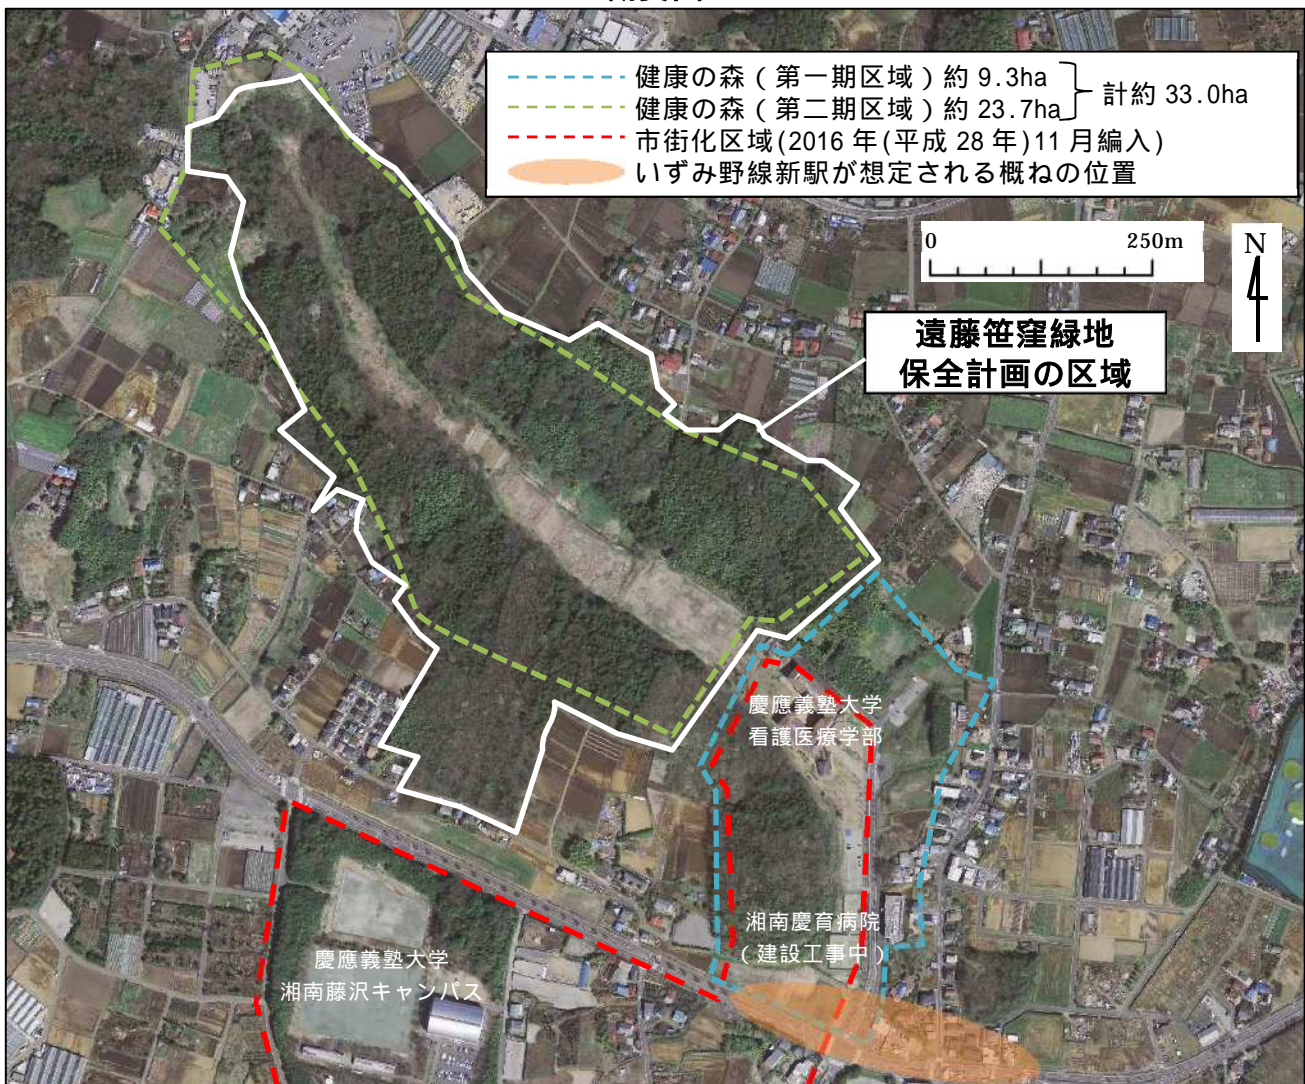 健康の森（第一期区域）約 9.3ha
健康の森（第二期区域）約 23.7ha
計約 33.0ha
市街化区域(2016 年(平成 28 年)11 月編入)
いずみ野線新駅が想定される概ねの位置
0 250m
N
遠藤笹窪緑地
保全計画の区域
慶應義塾大学
看護医療学部
湘南慶育病院
（建設工事中）
慶應義塾大学
湘南藤沢キャンパス